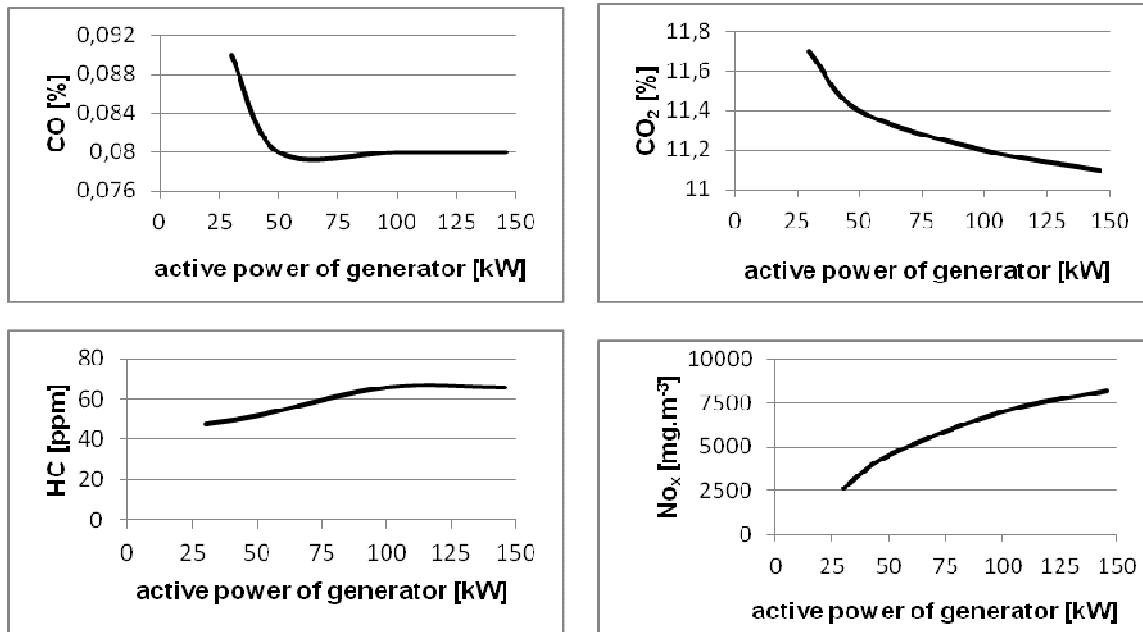 CO [%]
0,092
0,088
0,084
0,08
0,076
0 25 50 75 100 125 150
active power of generator [kW]
CO₂ [%]
11,8
11,6
11,4
11,2
11
0 25 50 75 100 125 150
active power of generator [kW]
HC [ppm]
80
60
40
20
0
0 25 50 75 100 125 150
active power of generator [kW]
Noₓ [mg.m⁻³]
10000
7500
5000
2500
0
0 25 50 75 100 125 150
active power of generator [kW]